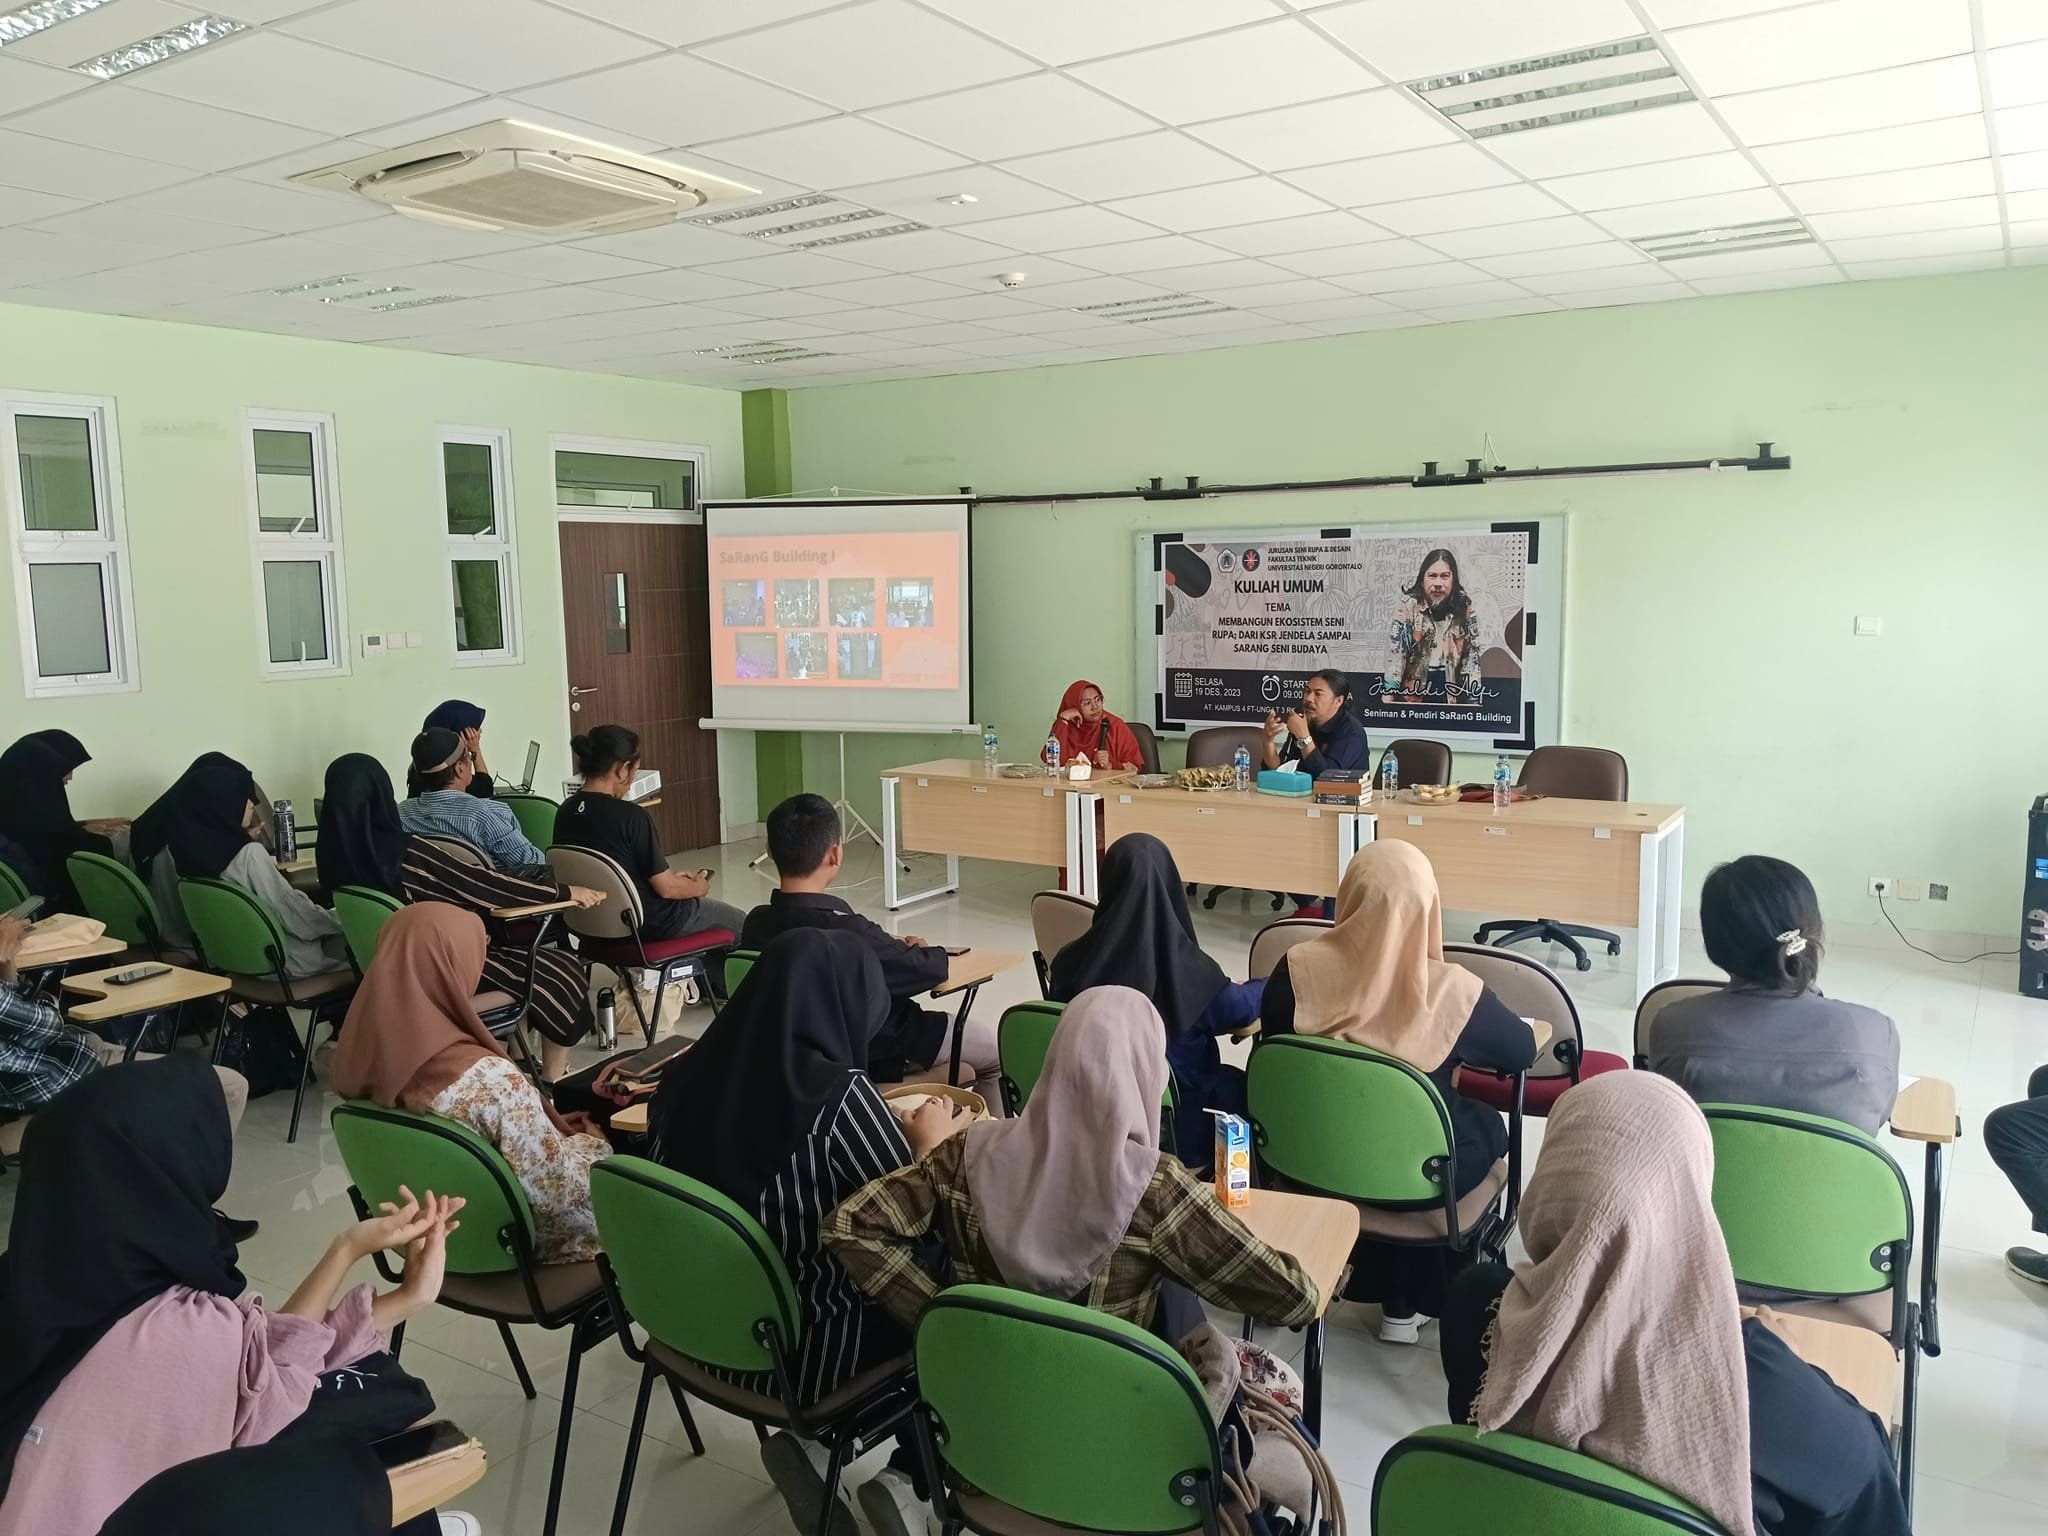 SaRanG Building I
JURUSAN SENI RUPA & DESAIN
FAKULTAS TEKNIK
UNIVERSITAS NEGERI GORONTALO
KULIAH UMUM
TEMA
MEMBANGUN EKOSISTEM SENI
RUPA; DARI KSR JENDELA SAMPAI
SARANG SENI BUDAYA
SELASA
19 DES, 2023
START
09:00
AT. KAMPUS 4 FT-UNG
Jumaldi Alfi
Seniman & Pendiri SaRanG Building